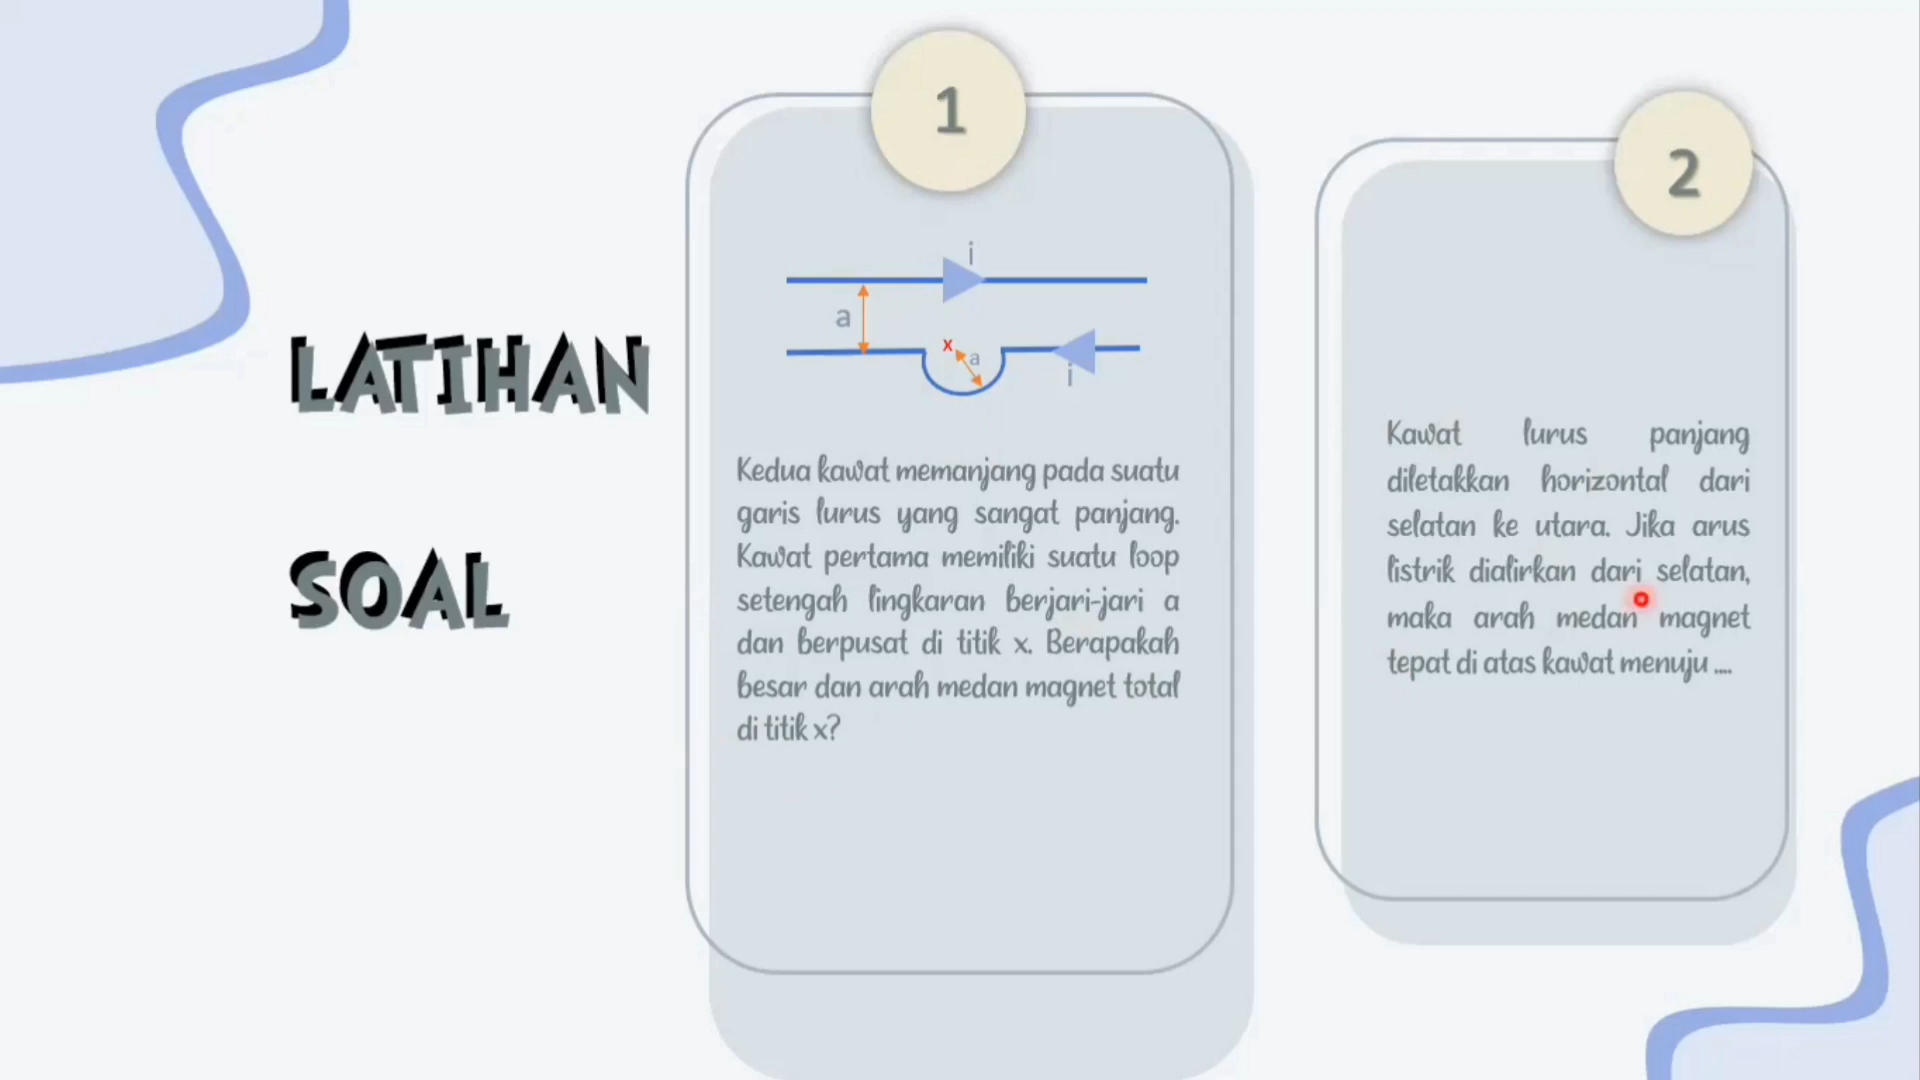 LATIHAN
SOAL
1
i
a
x
a
i
Kedua kawat memanjang pada suatu
garis lurus yang sangat panjang.
Kawat pertama memiliki suatu loop
setengah lingkaran berjari-jari a
dan berpusat di titik x. Berapakah
besar dan arah medan magnet total
di titik x?
2
Kawat lurus panjang
diletakkan horizontal dari
selatan ke utara. Jika arus
listrik dialirkan dari selatan,
maka arah medan magnet
tepat di atas kawat menuju ....